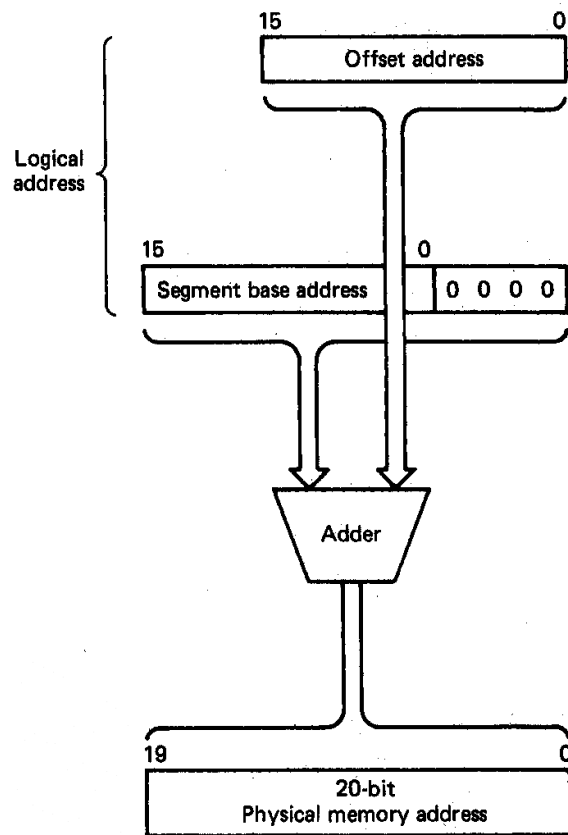 15 0
Offset address
Logical
address
15 0
Segment base address 0 0 0 0
Adder
19 0
20-bit
Physical memory address